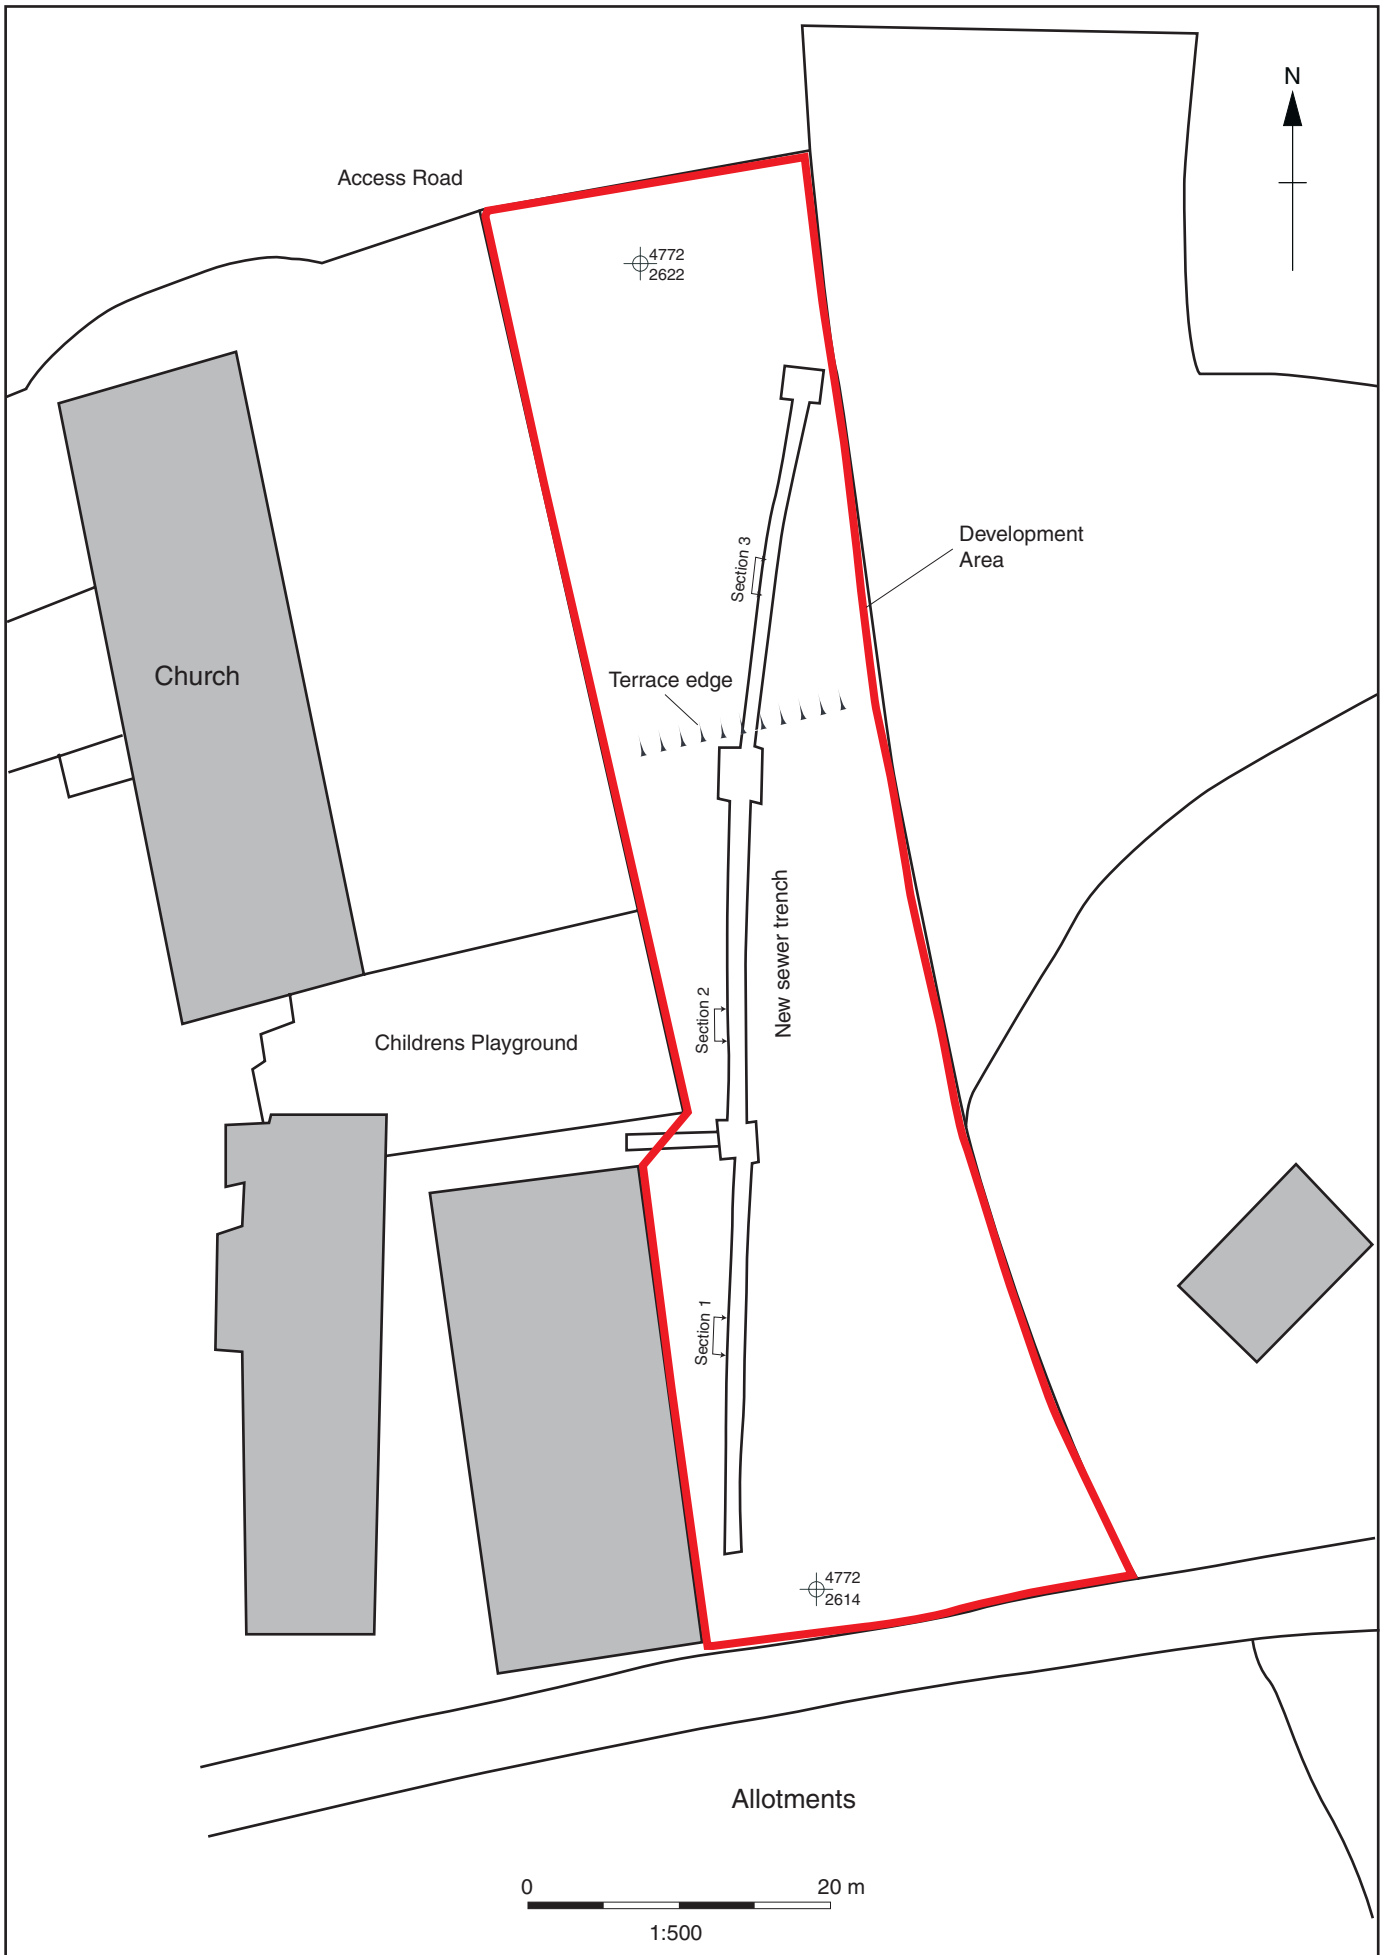 N
Access Road
4772
2622
Development
Area
Section 3
Church
Terrace edge
New sewer trench
Section 2
Childrens Playground
Section 1
4772
2614
Allotments
0 20 m
1:500